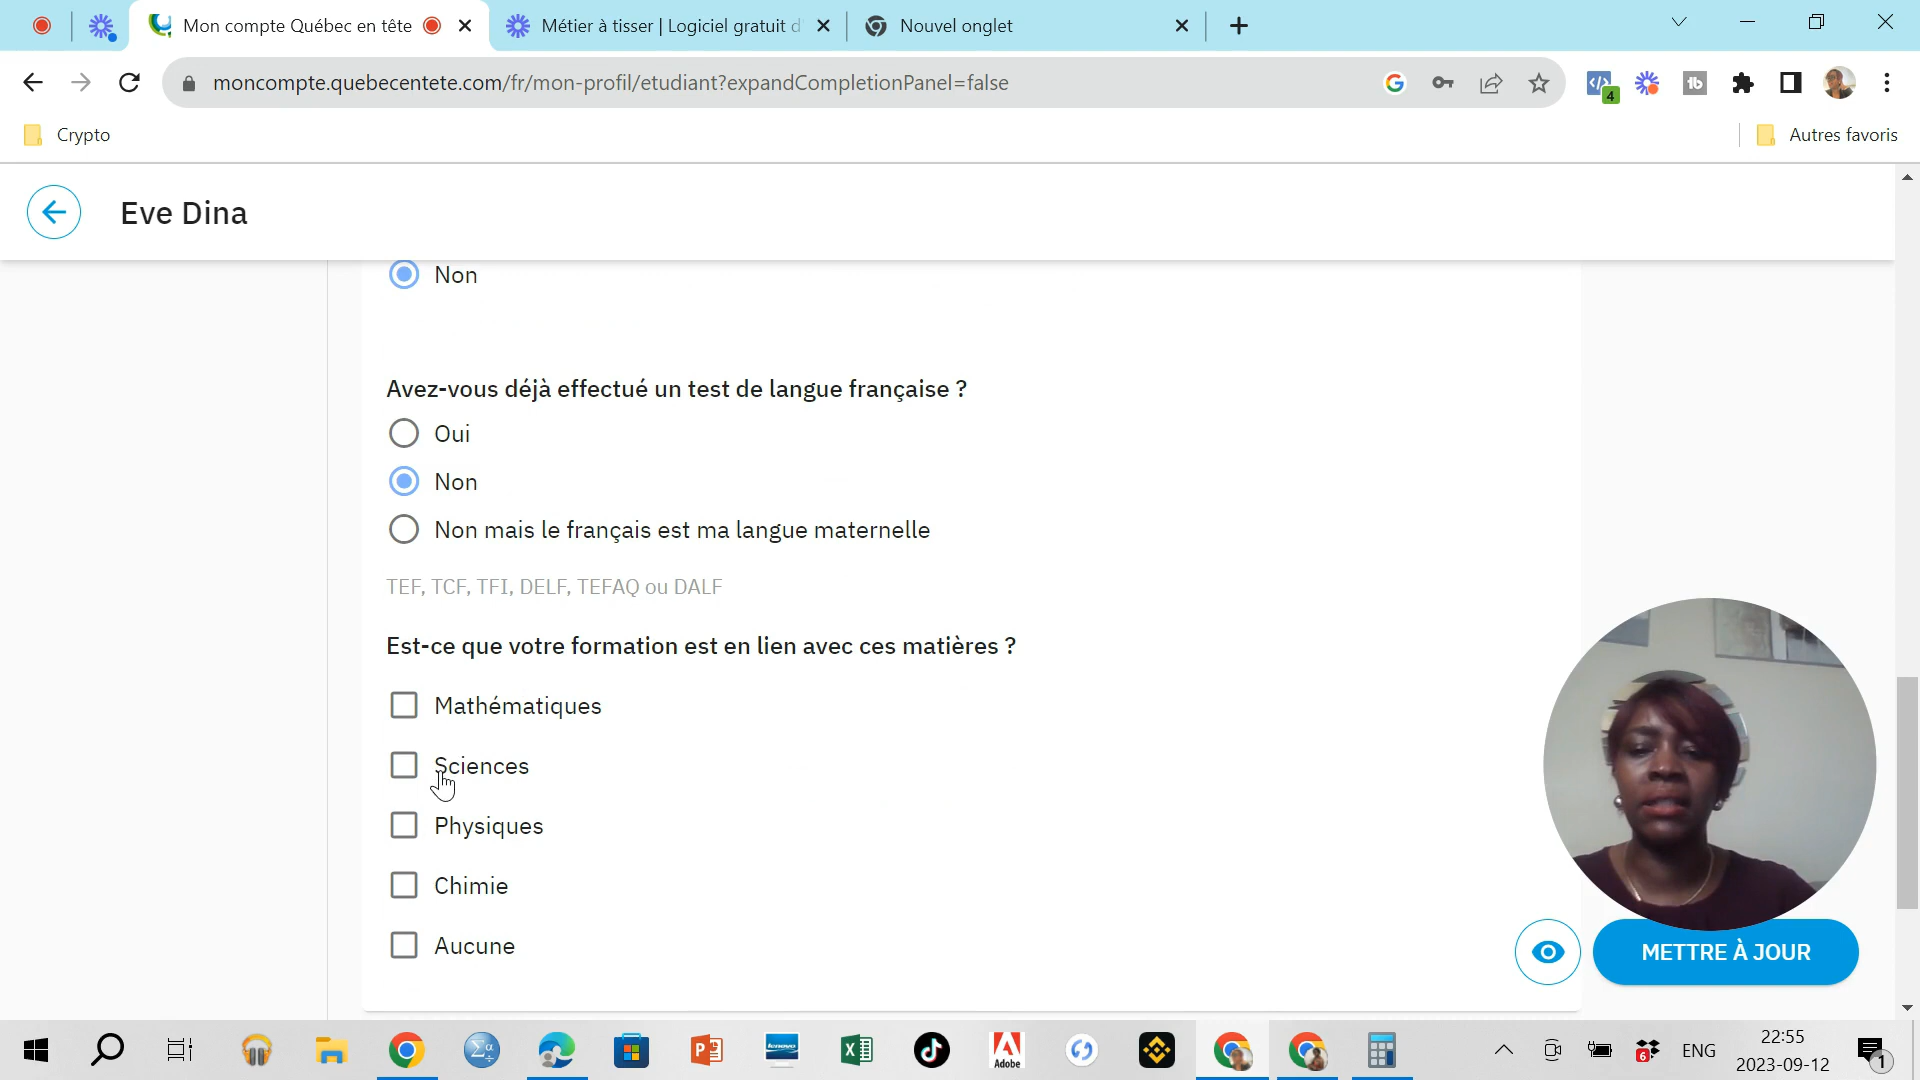 Mon compte Québec en tête
Métier à tisser | Logiciel gratuit d
Nouvel onglet
moncompte.quebecentete.com/fr/mon-profil/etudiant?expandCompletionPanel=false
4
Crypto
Autres favoris
Eve Dina
Non
Avez-vous déjà effectué un test de langue française ?
Oui
Non
Non mais le français est ma langue maternelle
TEF, TCF, TFI, DELF, TEFAQ ou DALF
Est-ce que votre formation est en lien avec ces matières ?
Mathématiques
Sciences
Physiques
Chimie
Aucune
METTRE À JOUR
Adobe
6
ENG
22:55
2023-09-12
1